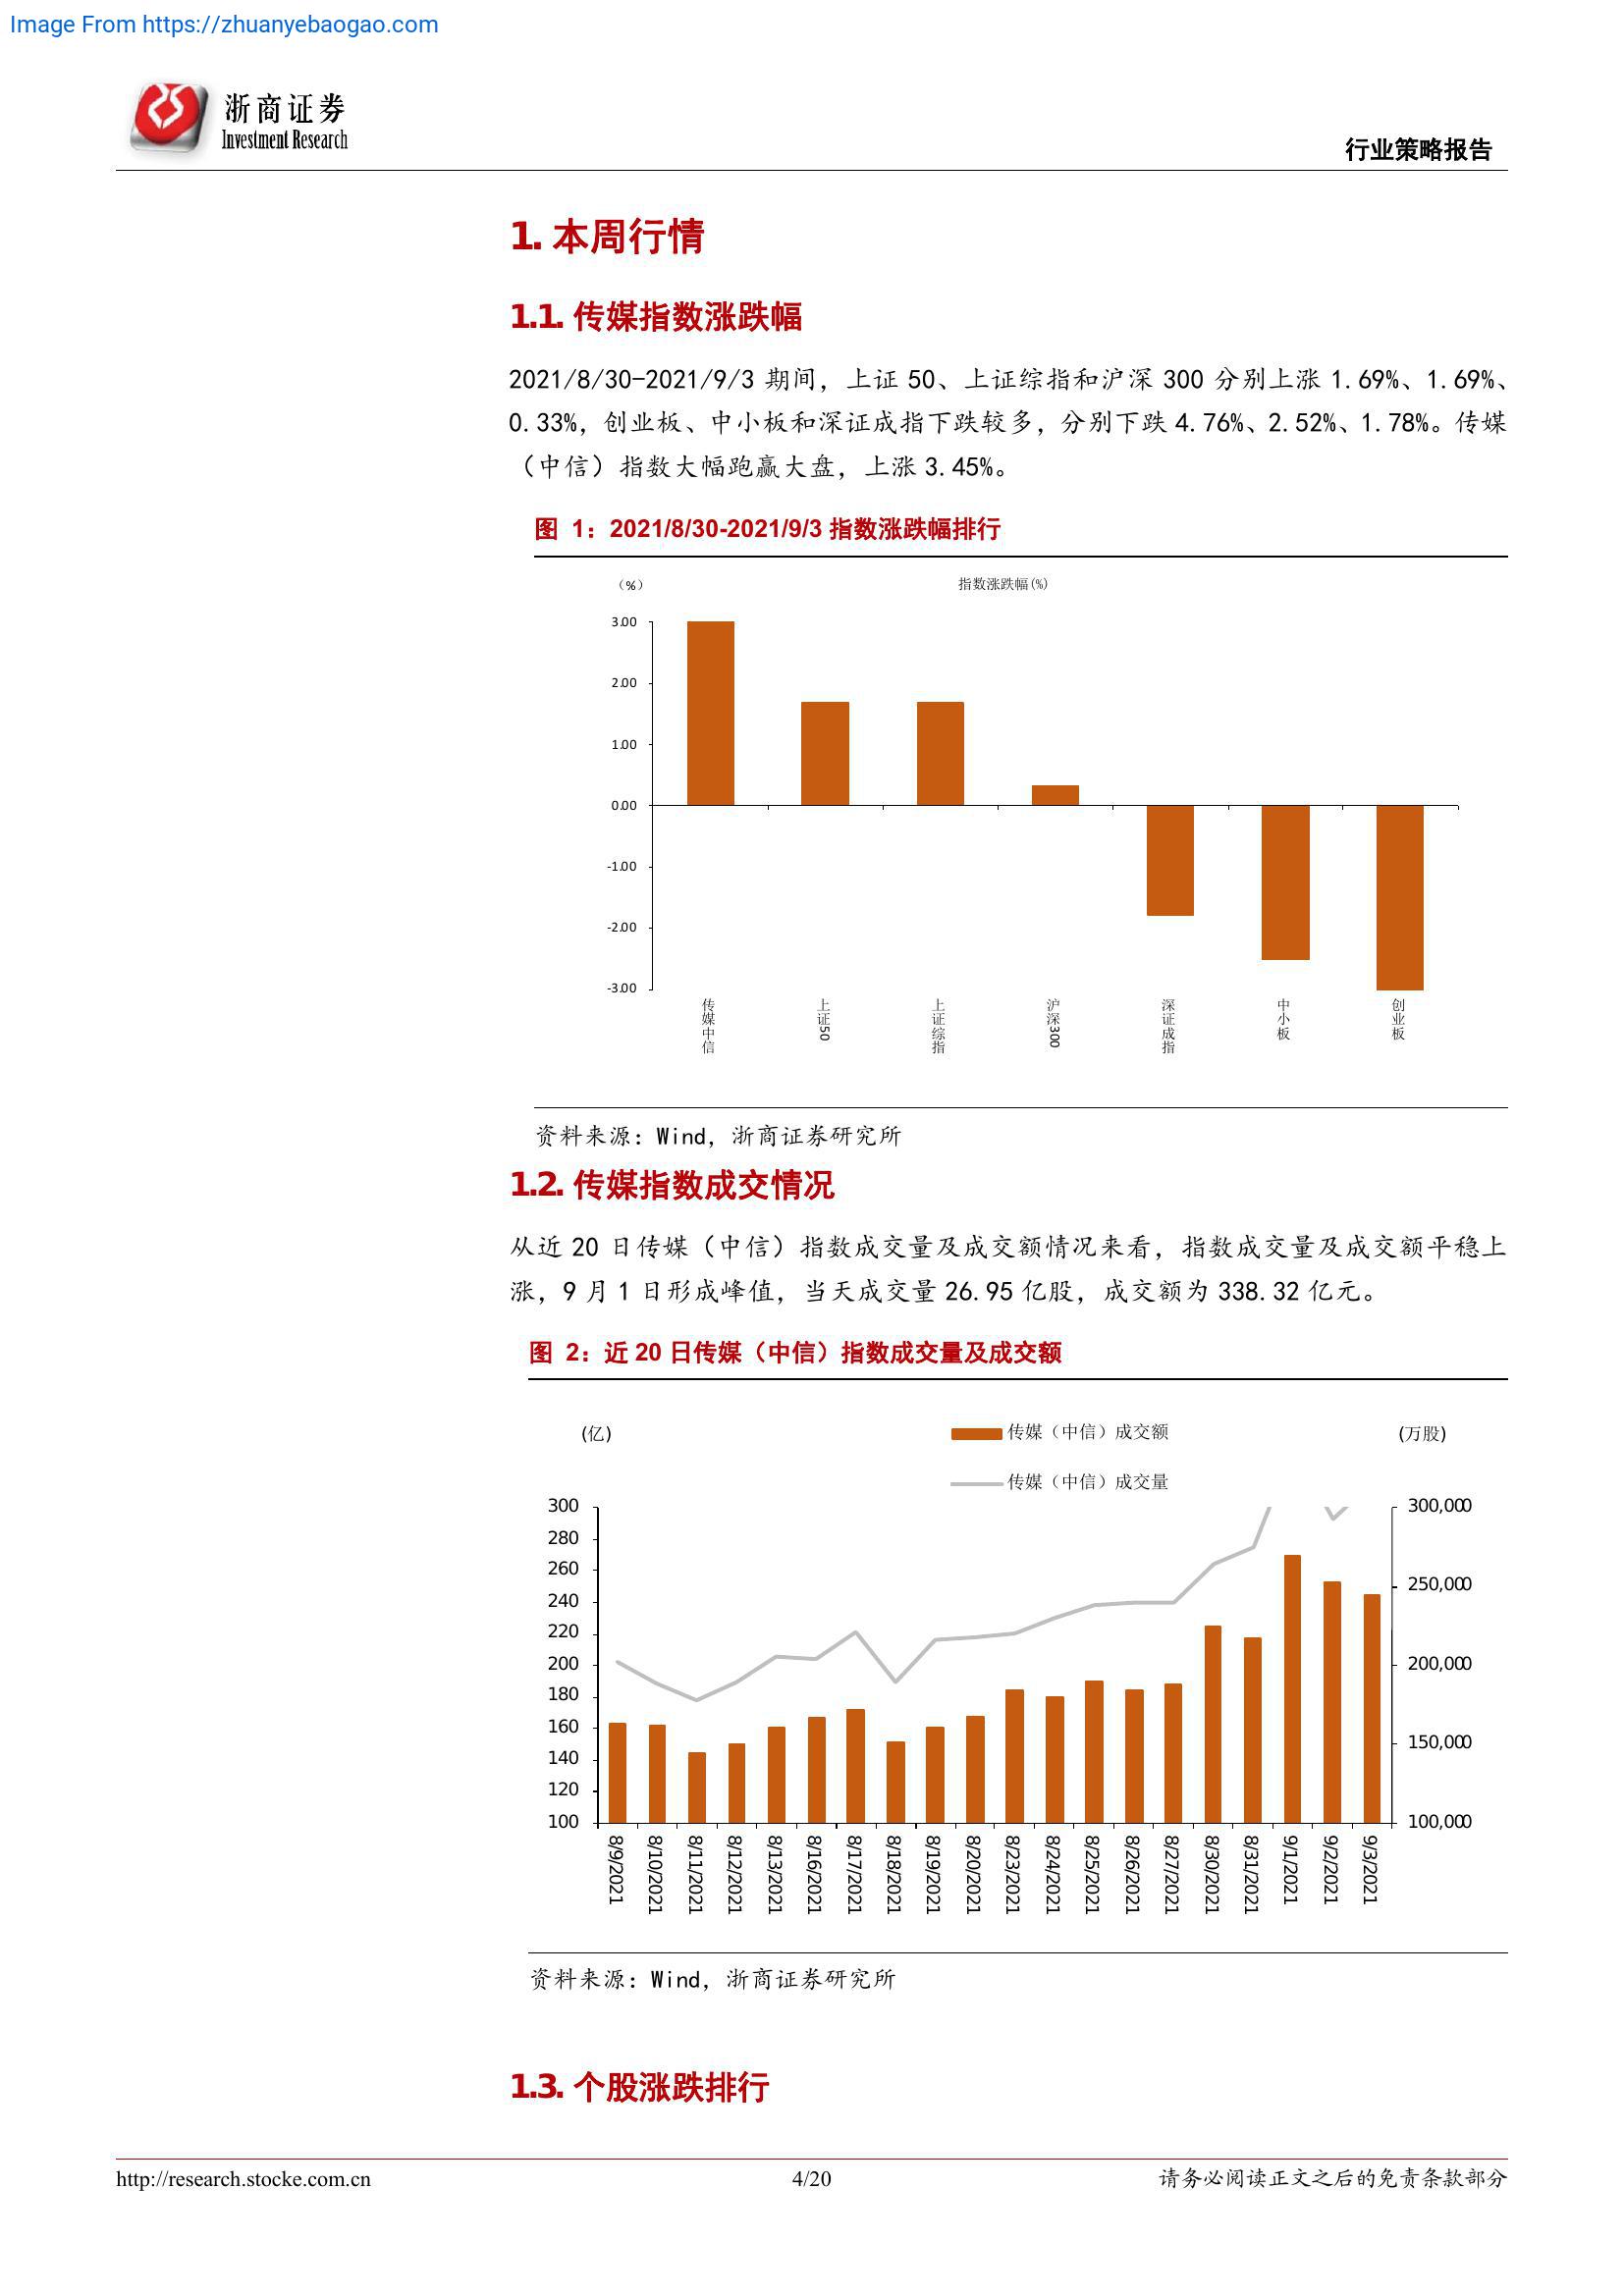 Image From https://zhuanyebaogao.com
浙商证券
Investment Research
行业策略报告
1. 本周行情
1.1. 传媒指数涨跌幅
2021/8/30-2021/9/3 期间，上证 50、上证综指和沪深 300 分别上涨 1.69%、1.69%、
0.33%，创业板、中小板和深证成指下跌较多，分别下跌 4.76%、2.52%、1.78%。传媒
（中信）指数大幅跑赢大盘，上涨 3.45%。
图 1：2021/8/30-2021/9/3 指数涨跌幅排行
（%）
指数涨跌幅(%)
3.00
2.00
1.00
0.00
-1.00
-2.00
-3.00
传媒中信
上证50
上证综指
沪深300
深证成指
中小板
创业板
资料来源：Wind，浙商证券研究所
1.2. 传媒指数成交情况
从近 20 日传媒（中信）指数成交量及成交额情况来看，指数成交量及成交额平稳上
涨，9 月 1 日形成峰值，当天成交量 26.95 亿股，成交额为 338.32 亿元。
图 2：近 20 日传媒（中信）指数成交量及成交额
(亿)
传媒（中信）成交额
(万股)
传媒（中信）成交量
300
280
260
240
220
200
180
160
140
120
100
300,000
250,000
200,000
150,000
100,000
8/9/2021
8/10/2021
8/11/2021
8/12/2021
8/13/2021
8/16/2021
8/17/2021
8/18/2021
8/19/2021
8/20/2021
8/23/2021
8/24/2021
8/25/2021
8/26/2021
8/27/2021
8/30/2021
8/31/2021
9/1/2021
9/2/2021
9/3/2021
资料来源：Wind，浙商证券研究所
1.3. 个股涨跌排行
http://research.stocke.com.cn
4/20
请务必阅读正文之后的免责条款部分